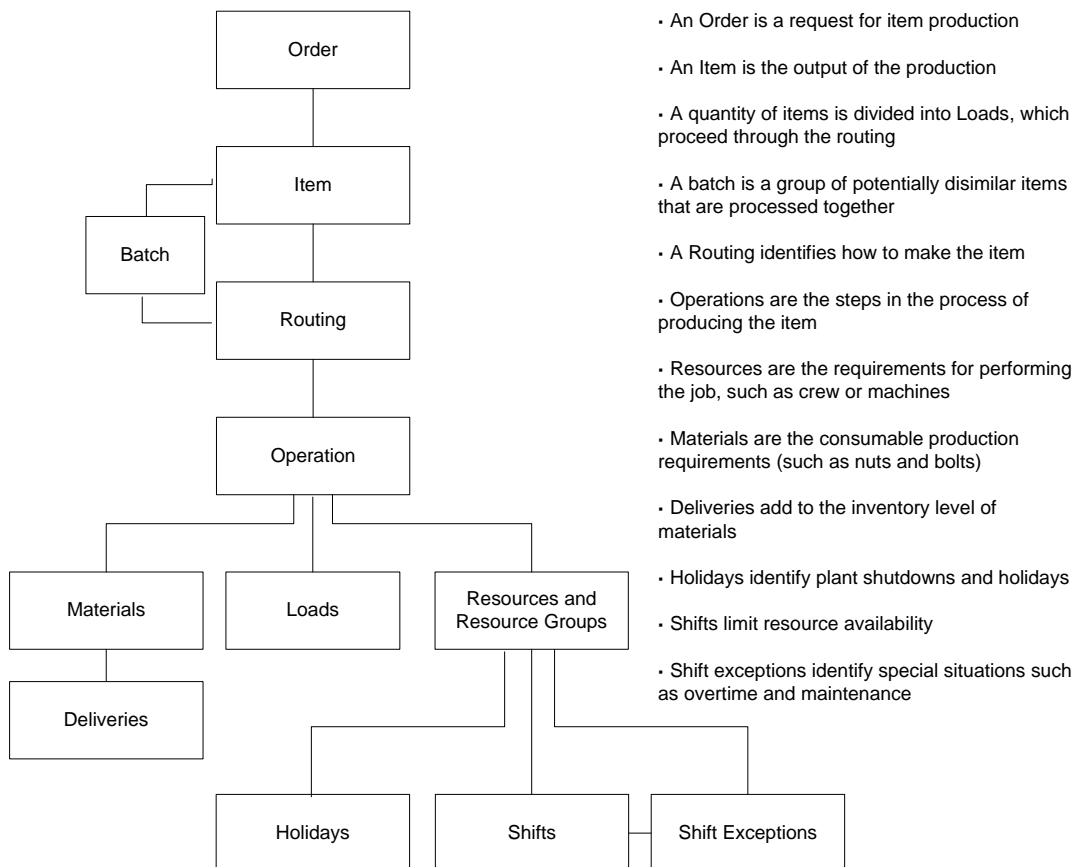 Order
Item
Batch
Routing
Operation
Materials
Loads
Resources and
Resource Groups
Deliveries
Holidays
Shifts
Shift Exceptions
· An Order is a request for item production
· An Item is the output of the production
· A quantity of items is divided into Loads, which
proceed through the routing
· A batch is a group of potentially disimilar items
that are processed together
· A Routing identifies how to make the item
· Operations are the steps in the process of
producing the item
· Resources are the requirements for performing
the job, such as crew or machines
· Materials are the consumable production
requirements (such as nuts and bolts)
· Deliveries add to the inventory level of
materials
· Holidays identify plant shutdowns and holidays
· Shifts limit resource availability
· Shift exceptions identify special situations such
as overtime and maintenance